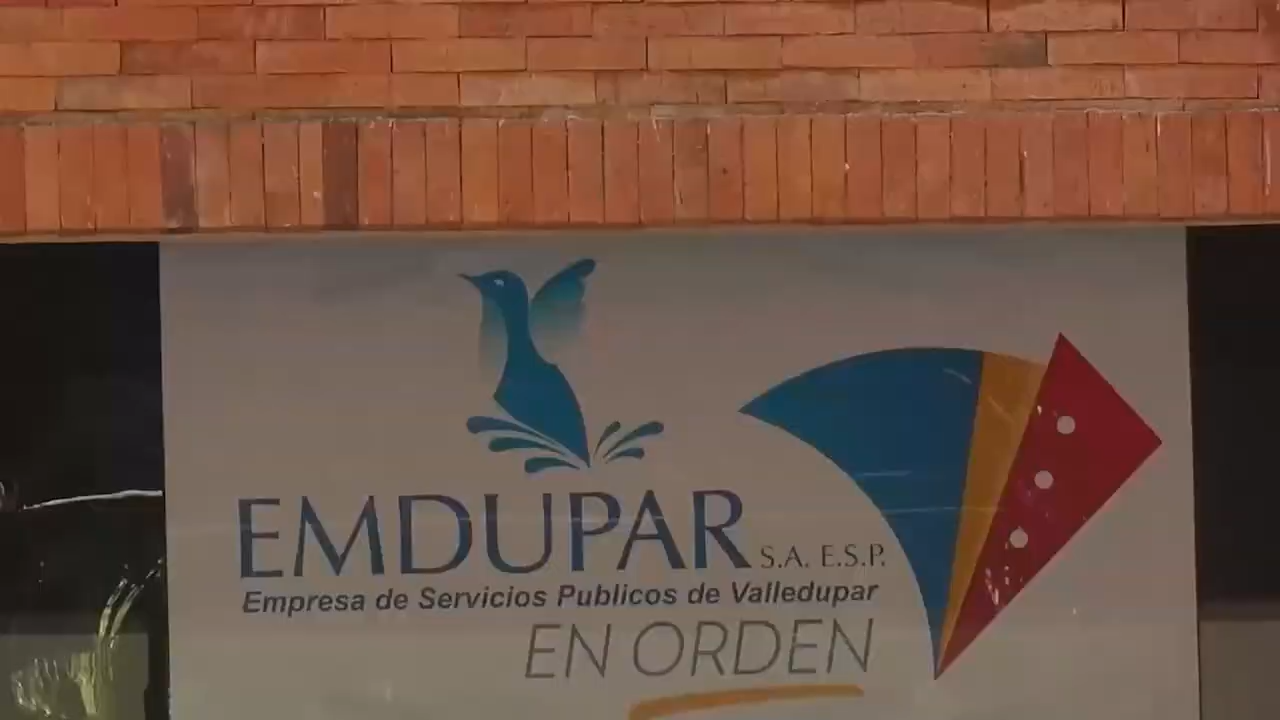 EMDUPAR S.A. E.S.P.
Empresa de Servicios Publicos de Valledupar
EN ORDEN